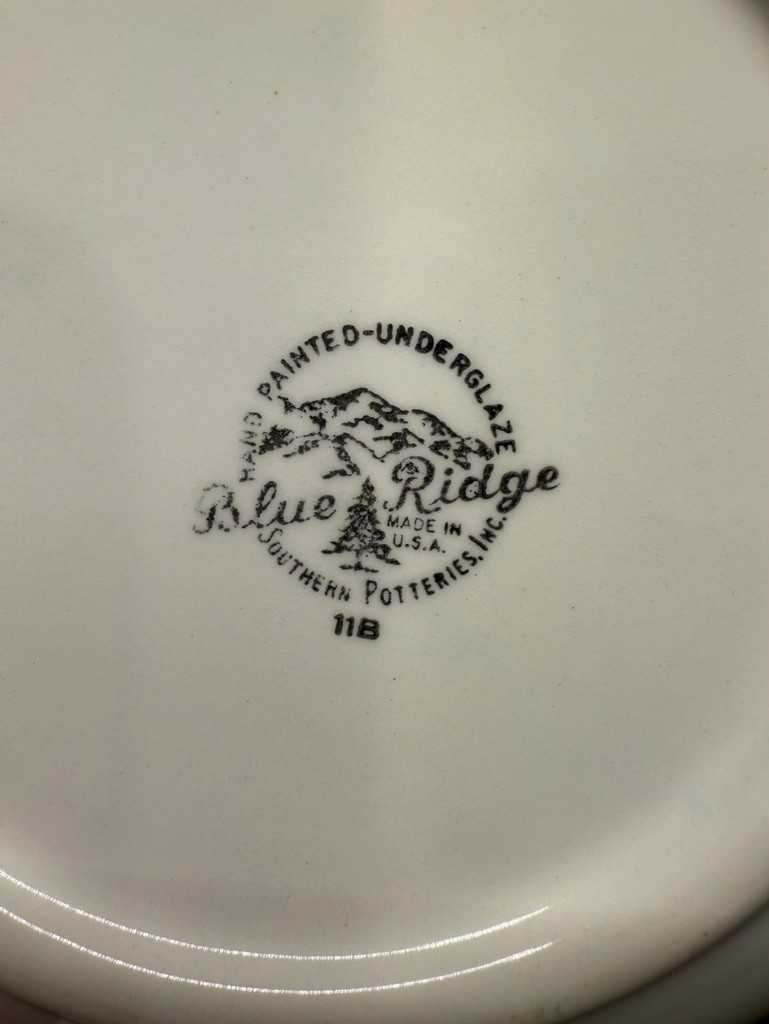 HAND PAINTED-UNDERGLAZE
Blue Ridge
MADE IN
U.S.A.
SOUTHERN POTTERIES, INC.
11B